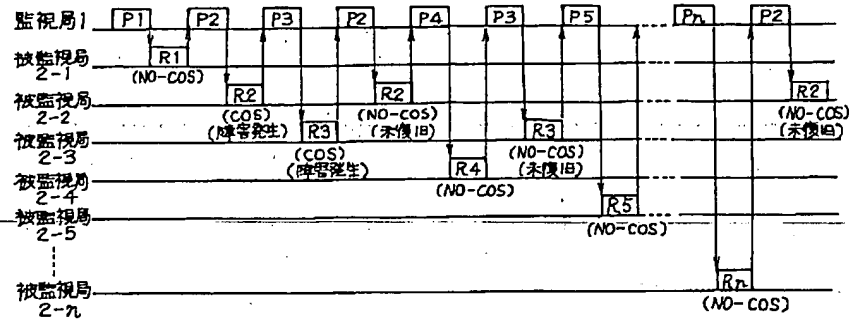 監視局1 P1 P2 P3 P2 P4 P3 P5 Pn P2
被監視局 2-1 R1
(NO-COS)
被監視局 2-2 R2 R2 R2
(COS) (NO-COS) (NO-COS)
(障害発生) (未復旧) (未復旧)
被監視局 2-3 R3 R3
(COS) (NO-COS)
(障害発生) (未復旧)
被監視局 2-4 R4
(NO-COS)
被監視局 2-5 R5
(NO-COS)
被監視局 2-n Rn
(NO-COS)